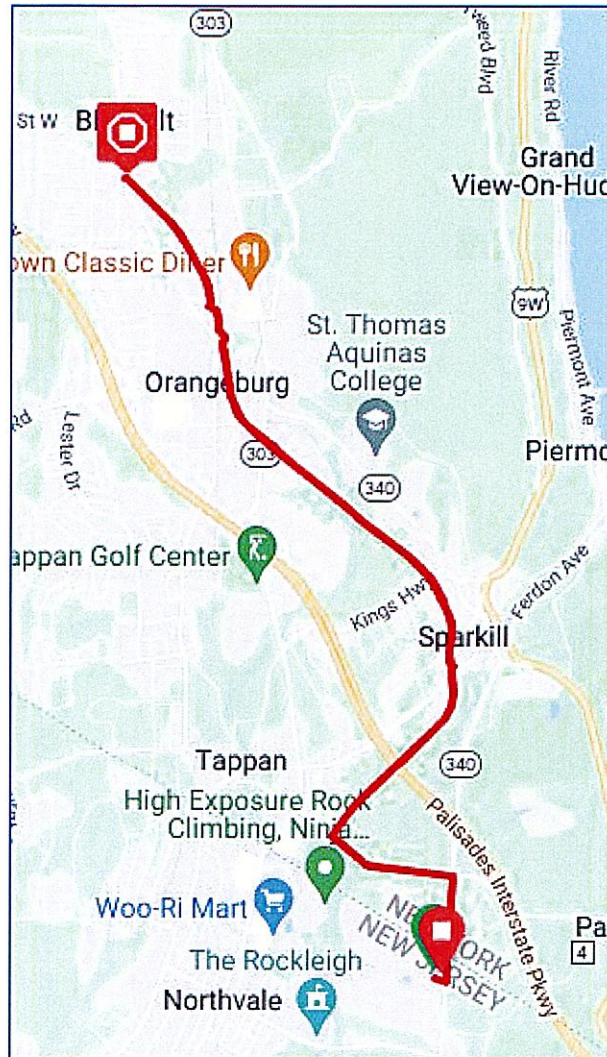 303
River Rd
St W
Grand
View-On-Hud
own Classic Diner
9W
St. Thomas
Aquinas
College
Piermont Ave
Orangeburg
Rd
Lester Dr
303
340
Piermo
appan Golf Center
Kings Hwy
Ferdon Ave
Sparkill
Tappan
340
High Exposure Rock
Climbing, Ninja...
Palisades Interstate Pkwy
Woo-Ri Mart
NEW YORK
NEW JERSEY
Pa
4
The Rockleigh
Northvale